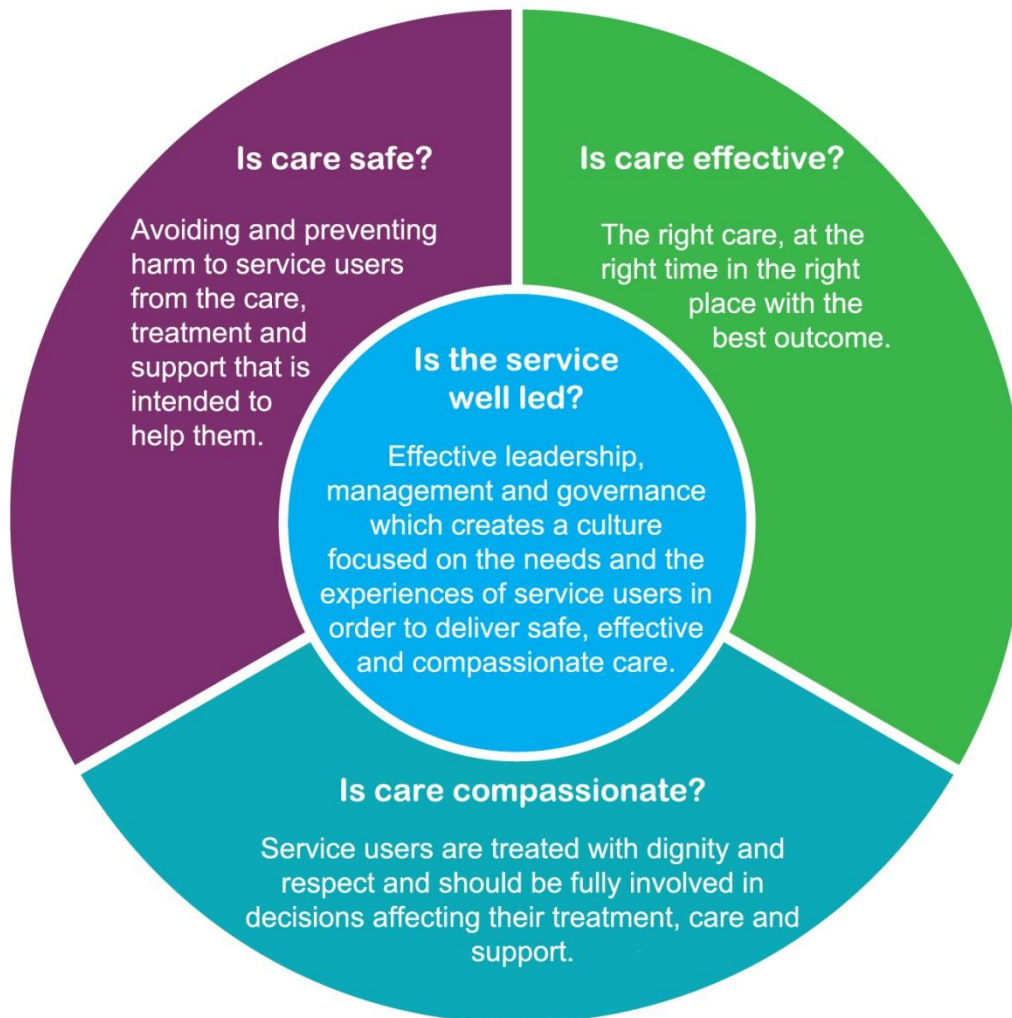 Is care safe?
Avoiding and preventing
harm to service users
from the care,
treatment and
support that is
intended to
help them.
Is care effective?
The right care, at the
right time in the right
place with the
best outcome.
Is the service
well led?
Effective leadership,
management and governance
which creates a culture
focused on the needs and the
experiences of service users in
order to deliver safe, effective
and compassionate care.
Is care compassionate?
Service users are treated with dignity and
respect and should be fully involved in
decisions affecting their treatment, care and
support.